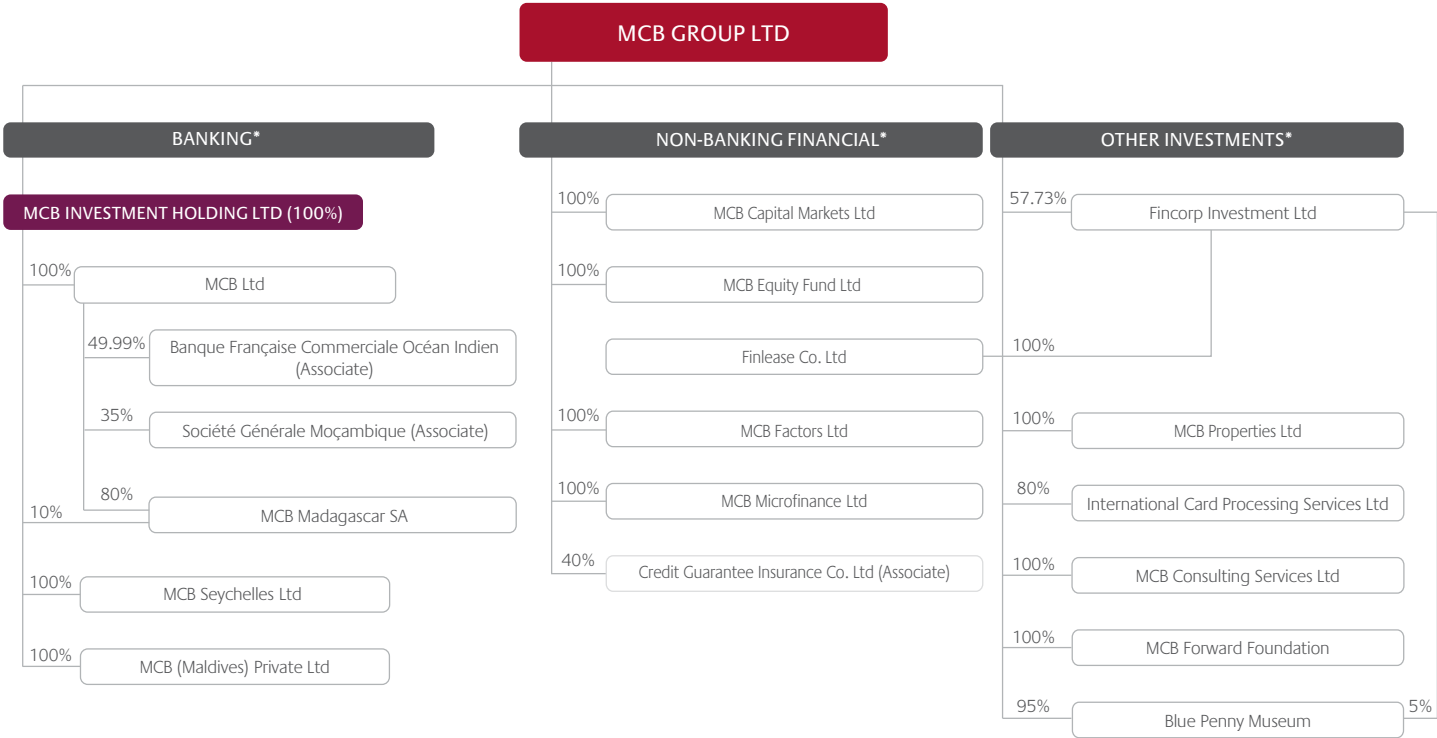 MCB GROUP LTD
BANKING*
MCB INVESTMENT HOLDING LTD (100%)
100%
MCB Ltd
49.99%
Banque Française Commerciale Océan Indien
(Associate)
35%
Société Générale Moçambique (Associate)
80%
10%
MCB Madagascar SA
100%
MCB Seychelles Ltd
100%
MCB (Maldives) Private Ltd
NON-BANKING FINANCIAL*
100%
MCB Capital Markets Ltd
100%
MCB Equity Fund Ltd
Finlease Co. Ltd
100%
MCB Factors Ltd
100%
MCB Microfinance Ltd
40%
Credit Guarantee Insurance Co. Ltd (Associate)
OTHER INVESTMENTS*
57.73%
Fincorp Investment Ltd
100%
100%
MCB Properties Ltd
80%
International Card Processing Services Ltd
100%
MCB Consulting Services Ltd
100%
MCB Forward Foundation
95%
Blue Penny Museum
5%